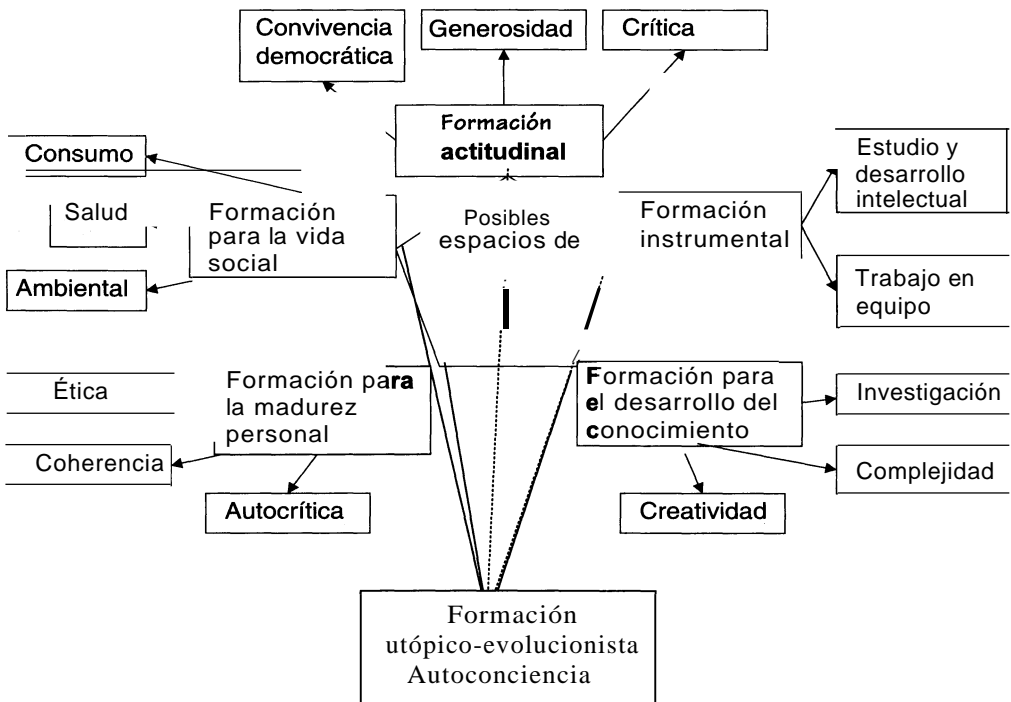 Convivencia
democrática
Generosidad
Crítica
Formación
actitudinal
Consumo
Salud
Ambiental
Formación
para la vida
social
Posibles
espacios de
Formación
instrumental
Estudio y
desarrollo
intelectual
Trabajo en
equipo
Ética
Coherencia
Formación para
la madurez
personal
Autocrítica
Formación para
el desarrollo del
conocimiento
Investigación
Complejidad
Creatividad
Formación
utópico-evolucionista
Autoconciencia